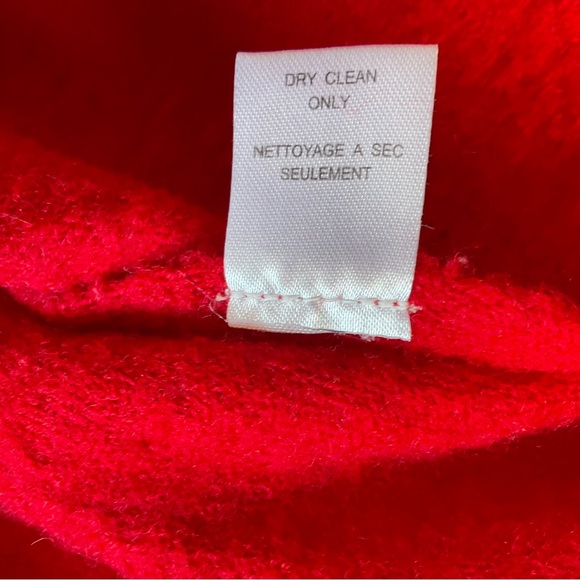 DRY CLEAN
ONLY
NETTOYAGE A SEC
SEULEMENT